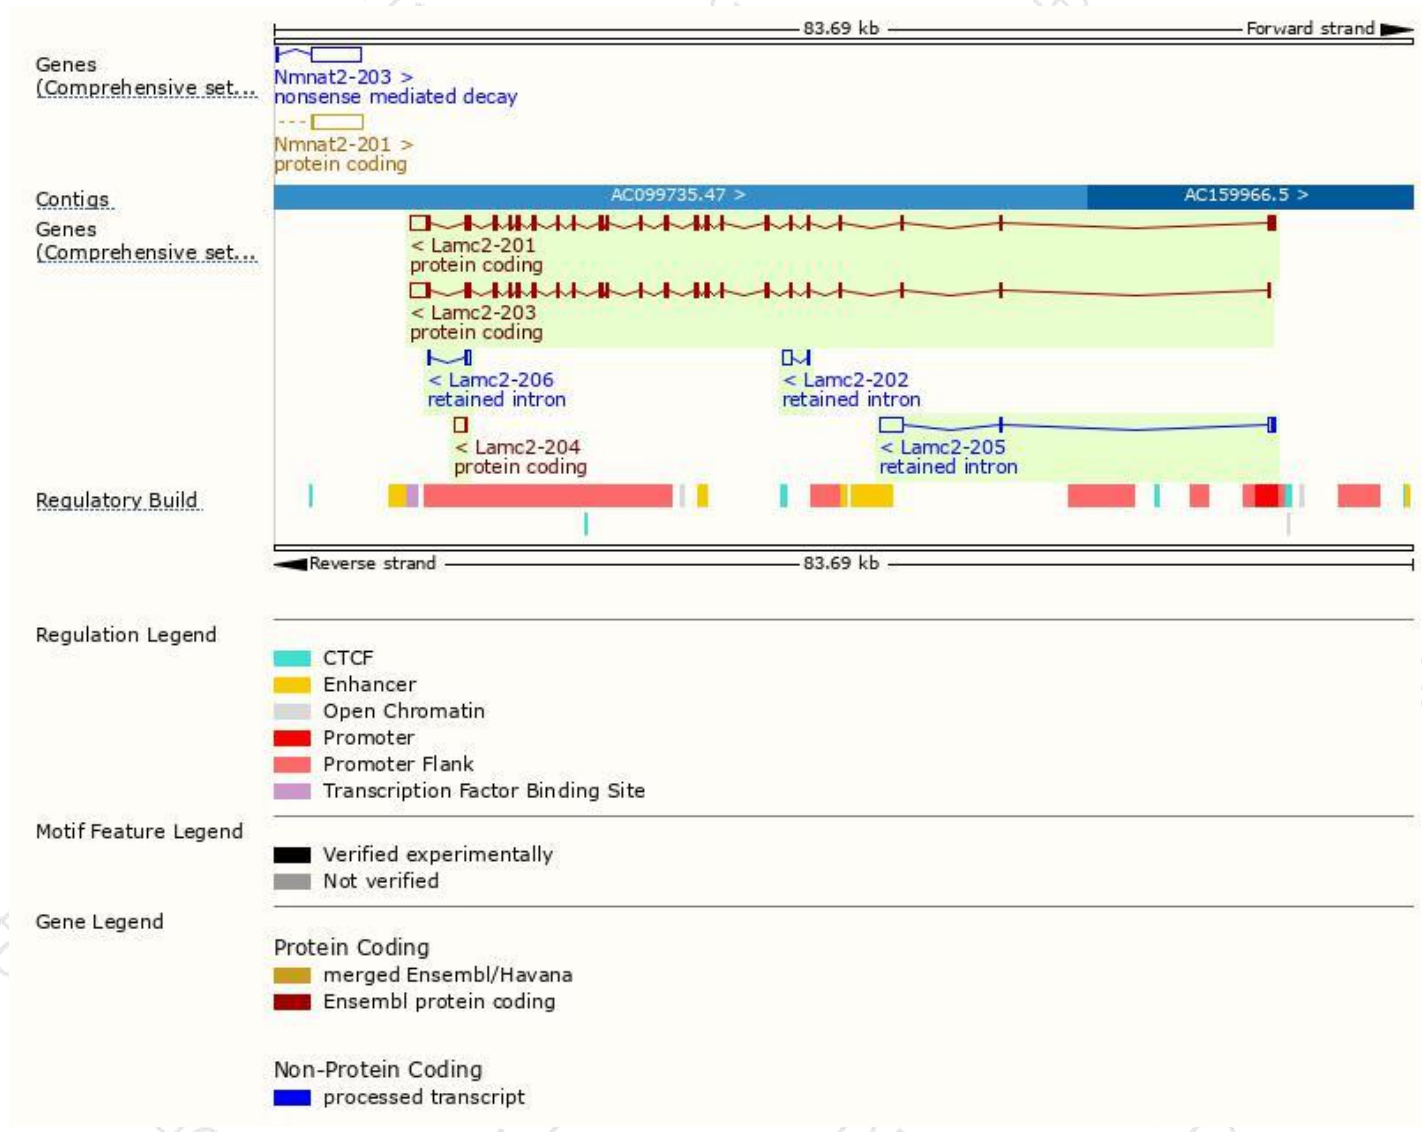 83.69 kb
Forward strand
Genes
(Comprehensive set...
Nmnat2-203 >
nonsense mediated decay
Nmnat2-201 >
protein coding
Contigs
AC099735.47 >
AC159966.5 >
Genes
(Comprehensive set...
< Lamc2-201
protein coding
< Lamc2-203
protein coding
< Lamc2-206
retained intron
< Lamc2-202
retained intron
< Lamc2-204
protein coding
< Lamc2-205
retained intron
Regulatory Build
Reverse strand
83.69 kb
Regulation Legend
CTCF
Enhancer
Open Chromatin
Promoter
Promoter Flank
Transcription Factor Binding Site
Motif Feature Legend
Verified experimentally
Not verified
Gene Legend
Protein Coding
merged Ensembl/Havana
Ensembl protein coding
Non-Protein Coding
processed transcript